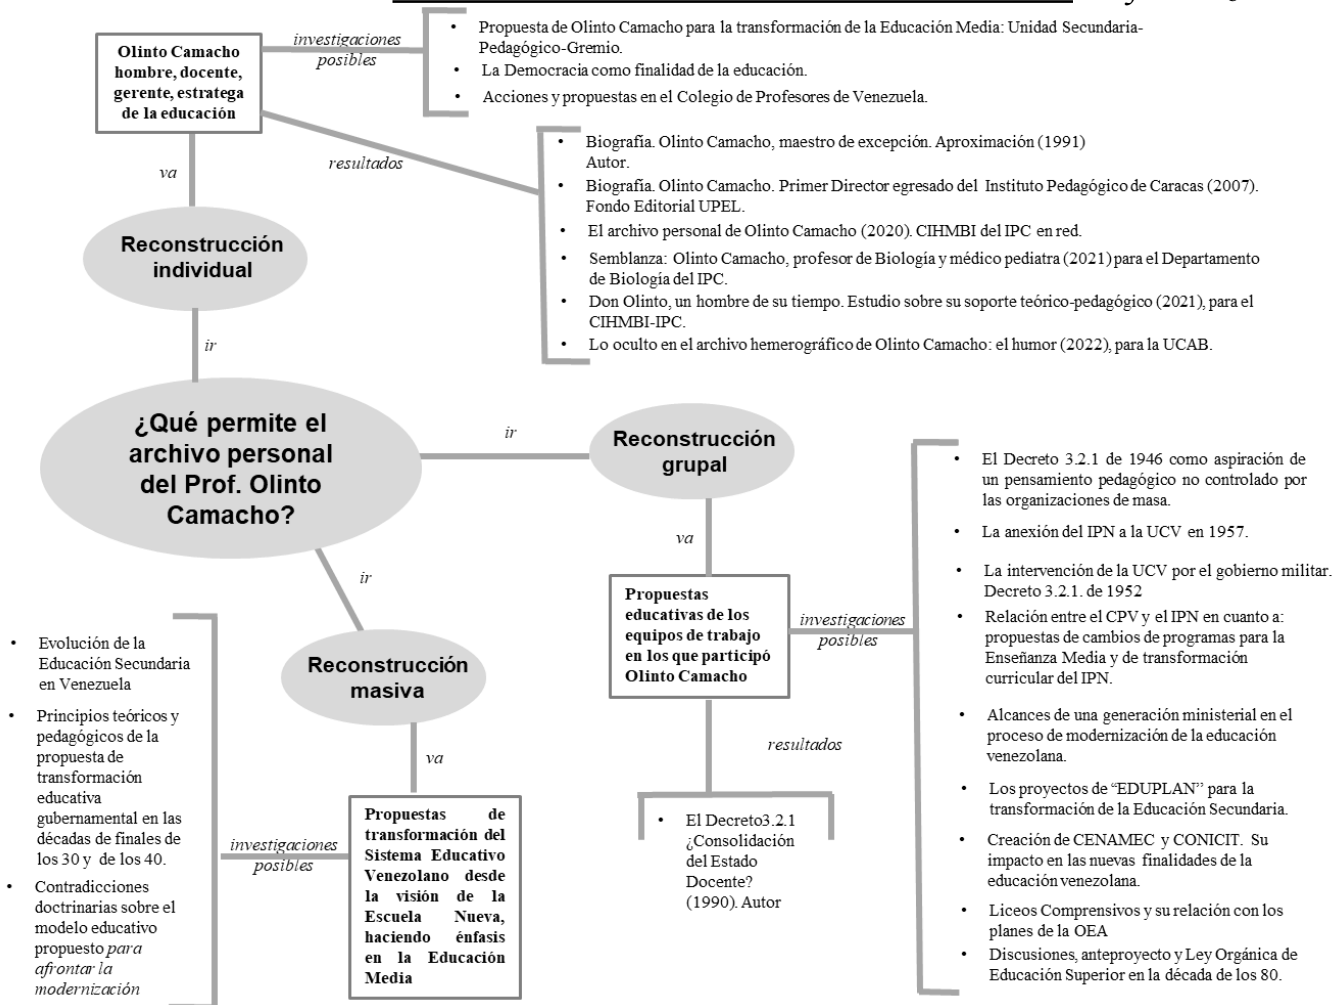 investigaciones
posibles
• Propuesta de Olinto Camacho para la transformación de la Educación Media: Unidad Secundaria-
Pedagógico-Gremio.
• La Democracia como finalidad de la educación.
• Acciones y propuestas en el Colegio de Profesores de Venezuela.
Olinto Camacho
hombre, docente,
gerente, estratega
de la educación
resultados
• Biografía. Olinto Camacho, maestro de excepción. Aproximación (1991)
Autor.
• Biografía. Olinto Camacho. Primer Director egresado del Instituto Pedagógico de Caracas (2007).
Fondo Editorial UPEL.
• El archivo personal de Olinto Camacho (2020). CIHMBI del IPC en red.
• Semblanza: Olinto Camacho, profesor de Biología y médico pediatra (2021) para el Departamento
de Biología del IPC.
• Don Olinto, un hombre de su tiempo. Estudio sobre su soporte teórico-pedagógico (2021), para el
CIHMBI-IPC.
• Lo oculto en el archivo hemerográfico de Olinto Camacho: el humor (2022), para la UCAB.
va
Reconstrucción
individual
ir
¿Qué permite el
archivo personal
del Prof. Olinto
Camacho?
ir
Reconstrucción
grupal
va
Propuestas
educativas de los
equipos de trabajo
en los que participó
Olinto Camacho
investigaciones
posibles
• El Decreto 3.2.1 de 1946 como aspiración de
un pensamiento pedagógico no controlado por
las organizaciones de masa.
• La anexión del IPN a la UCV en 1957.
• La intervención de la UCV por el gobierno militar.
Decreto 3.2.1. de 1952
• Relación entre el CPV y el IPN en cuanto a:
propuestas de cambios de programas para la
Enseñanza Media y de transformación
curricular del IPN.
• Alcances de una generación ministerial en el
proceso de modernización de la educación
venezolana.
• Los proyectos de “EDUPLAN” para la
transformación de la Educación Secundaria.
• Creación de CENAMEC y CONICIT. Su
impacto en las nuevas finalidades de la
educación venezolana.
• Liceos Comprensivos y su relación con los
planes de la OEA
• Discusiones, anteproyecto y Ley Orgánica de
Educación Superior en la década de los 80.
resultados
• El Decreto3.2.1
¿Consolidación
del Estado
Docente?
(1990). Autor
ir
Reconstrucción
masiva
va
Propuestas de
transformación del
Sistema Educativo
Venezolano desde
la visión de la
Escuela Nueva,
haciendo énfasis
en la Educación
Media
investigaciones
posibles
• Evolución de la
Educación Secundaria
en Venezuela
• Principios teóricos y
pedagógicos de la
propuesta de
transformación
educativa
gubernamental en las
décadas de finales de
los 30 y de los 40.
• Contradicciones
doctrinarias sobre el
modelo educativo
propuesto para
afrontar la
modernización